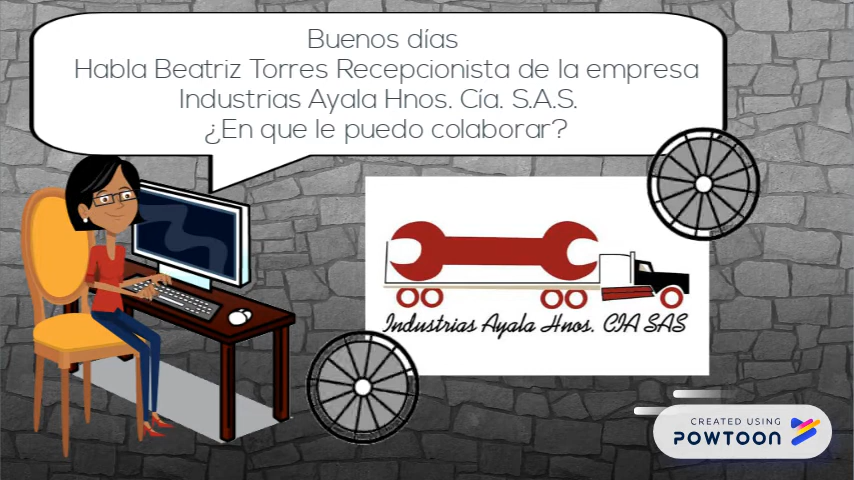 Buenos días
Habla Beatriz Torres Recepcionista de la empresa
Industrias Ayala Hnos. Cía. S.A.S.
¿En que le puedo colaborar?
Industrias Ayala Hnos. CIA SAS
CREATED USING
POWTOON